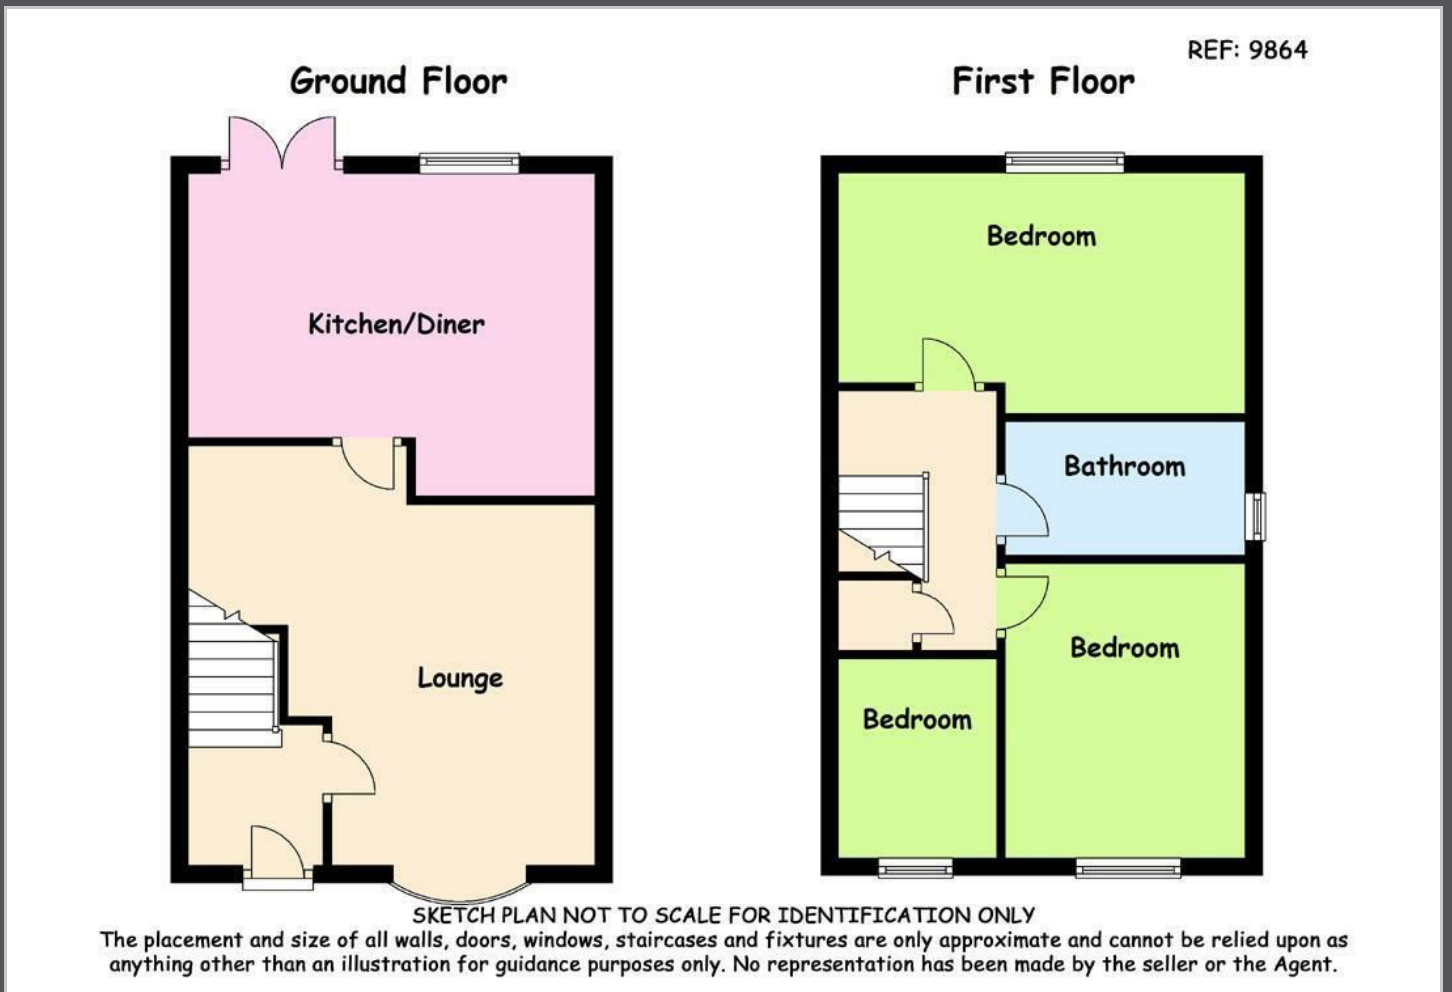 REF: 9864
Ground Floor
First Floor
Kitchen/Diner
Lounge
Bedroom
Bathroom
Bedroom
Bedroom
SKETCH PLAN NOT TO SCALE FOR IDENTIFICATION ONLY
The placement and size of all walls, doors, windows, staircases and fixtures are only approximate and cannot be relied upon as
anything other than an illustration for guidance purposes only. No representation has been made by the seller or the Agent.